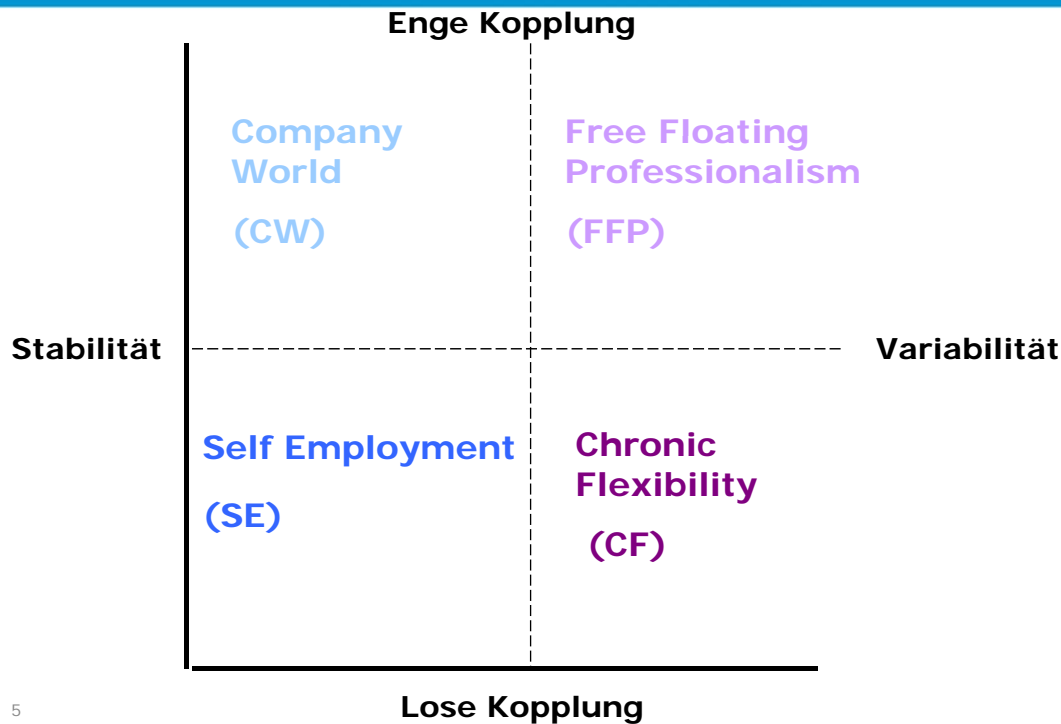 Enge Kopplung
Company
World
(CW)
Free Floating
Professionalism
(FFP)
Stabilität
Variabilität
Self Employment
(SE)
Chronic
Flexibility
(CF)
Lose Kopplung
5